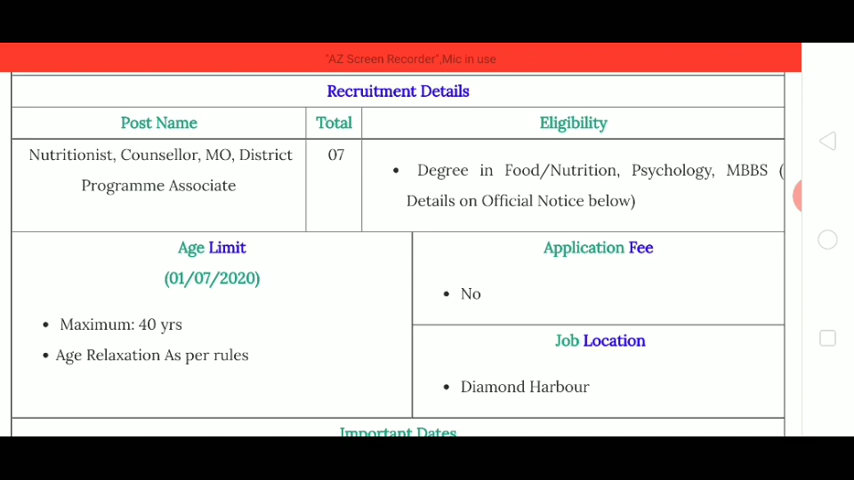 "AZ Screen Recorder",Mic in use
Recruitment Details
Post Name Total Eligibility
Nutritionist, Counsellor, MO, District
Programme Associate
07
• Degree in Food/Nutrition, Psychology, MBBS (
Details on Official Notice below)
Age Limit
(01/07/2020)
• Maximum: 40 yrs
• Age Relaxation As per rules
Application Fee
• No
Job Location
• Diamond Harbour
Important Dates